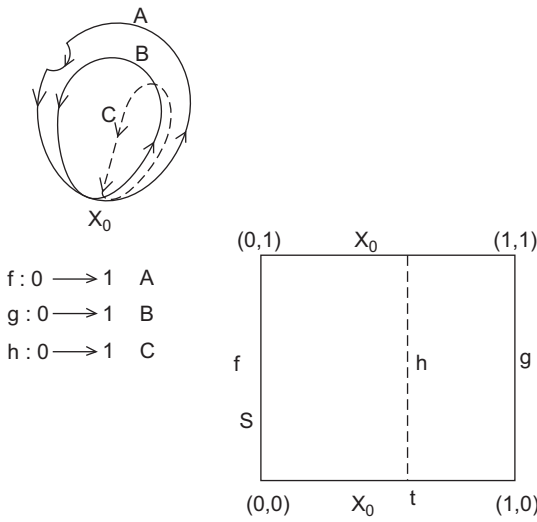 A
B
C
X0
f : 0 ⟶ 1 A
g : 0 ⟶ 1 B
h : 0 ⟶ 1 C
(0,1) X0 (1,1)
f h g
S
(0,0) X0 t (1,0)